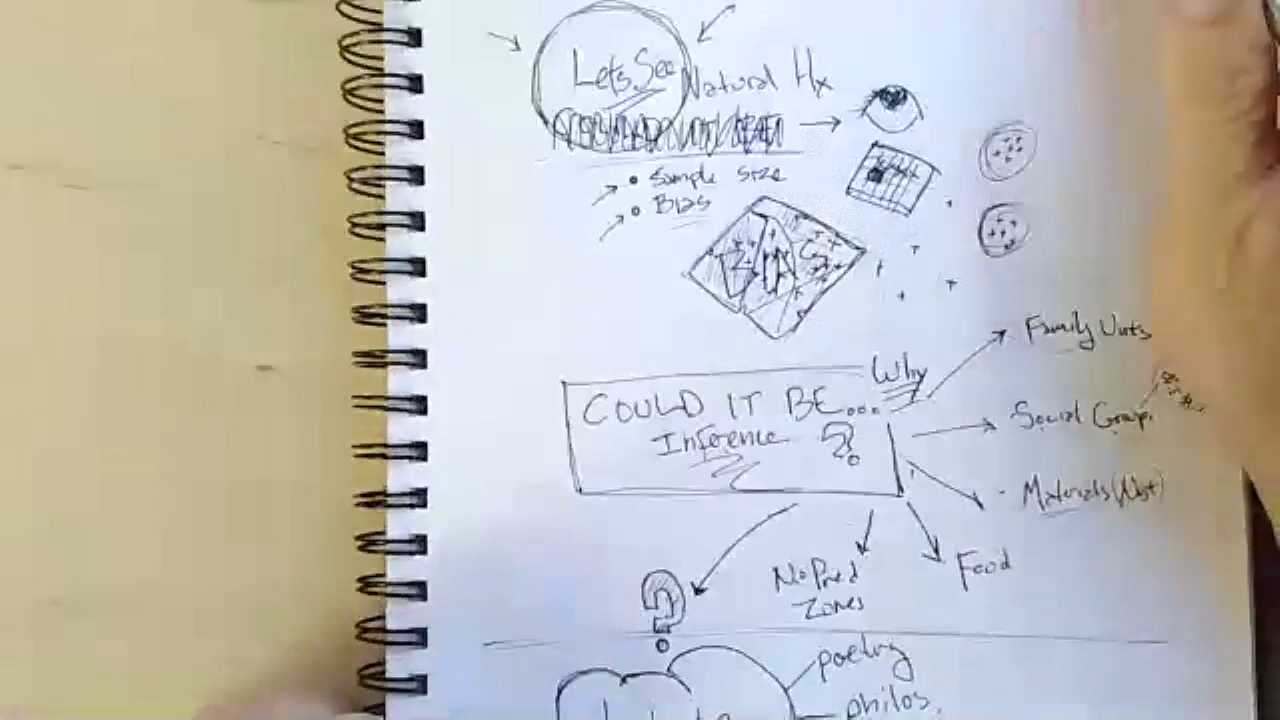 Lets See
Natural Hx
• Sample Size
• Bias
Why
COULD IT BE...
Inference ?
Family Units
Social Groups
Materials (Nest)
Food
No Pred
Zones
?
poetry
philos.